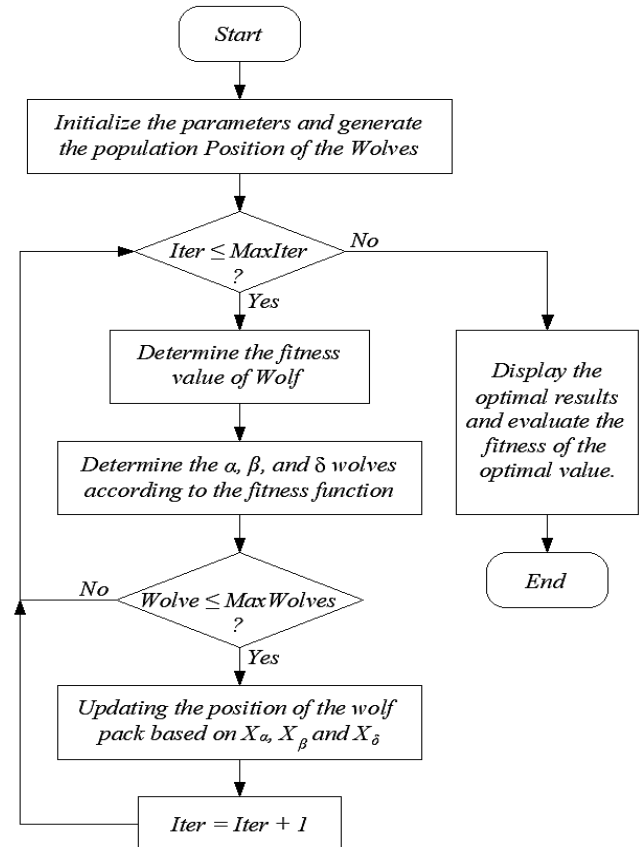 Start
Initialize the parameters and generate
the population Position of the Wolves
Iter ≤ MaxIter
?
No
Yes
Determine the fitness
value of Wolf
Display the
optimal results
and evaluate the
fitness of the
optimal value.
Determine the α, β, and δ wolves
according to the fitness function
End
No
Wolve ≤ MaxWolves
?
Yes
Updating the position of the wolf
pack based on Xα, Xβ and Xδ
Iter = Iter + 1